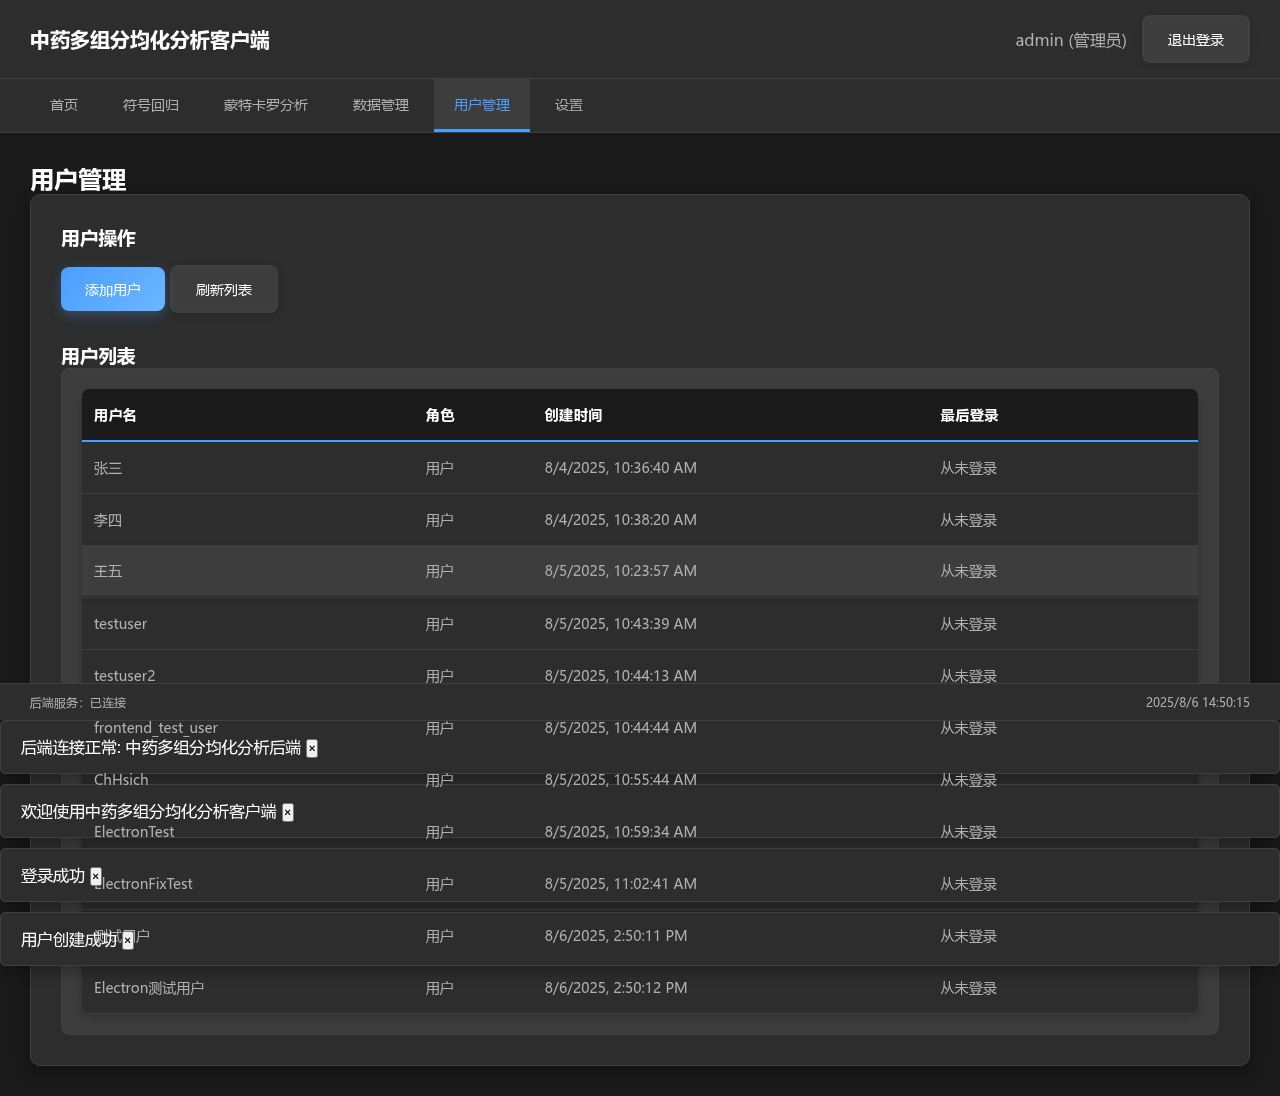 中药多组分均化分析客户端
admin (管理员) 退出登录
首页 符号回归 蒙特卡罗分析 数据管理 用户管理 设置
用户管理
用户操作
添加用户 刷新列表
用户列表
用户名 角色 创建时间 最后登录
张三 用户 8/4/2025, 10:36:40 AM 从未登录
李四 用户 8/4/2025, 10:38:20 AM 从未登录
王五 用户 8/5/2025, 10:23:57 AM 从未登录
testuser 用户 8/5/2025, 10:43:39 AM 从未登录
testuser2 用户 8/5/2025, 10:44:13 AM 从未登录
后端服务：已连接 2025/8/6 14:50:15
frontend_test_user 用户 8/5/2025, 10:44:44 AM 从未登录
后端连接正常: 中药多组分均化分析后端 ×
ChHsich 用户 8/5/2025, 10:55:44 AM 从未登录
欢迎使用中药多组分均化分析客户端 ×
ElectronTest 用户 8/5/2025, 10:59:34 AM 从未登录
登录成功 ×
ElectronFixTest 用户 8/5/2025, 11:02:41 AM 从未登录
测试用户 用户 8/6/2025, 2:50:11 PM 从未登录
用户创建成功 ×
Electron测试用户 用户 8/6/2025, 2:50:12 PM 从未登录